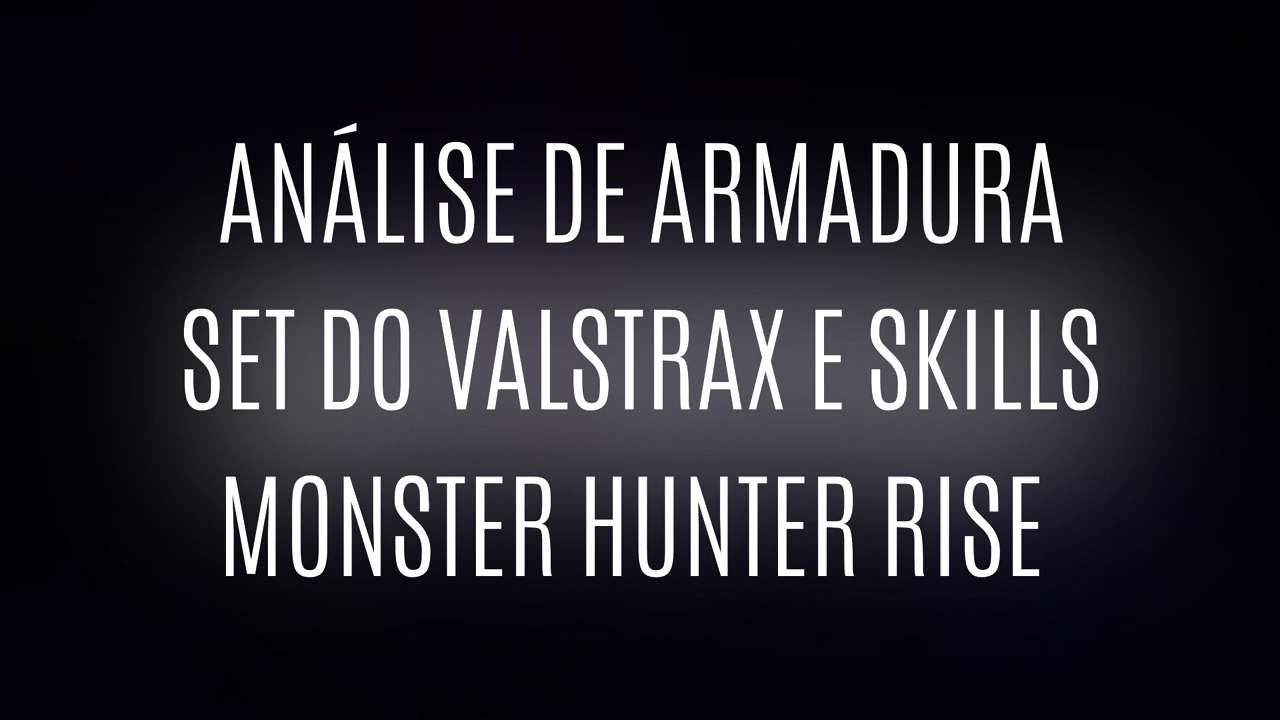 ANÁLISE DE ARMADURA
SET DO VALSTRAX E SKILLS
MONSTER HUNTER RISE